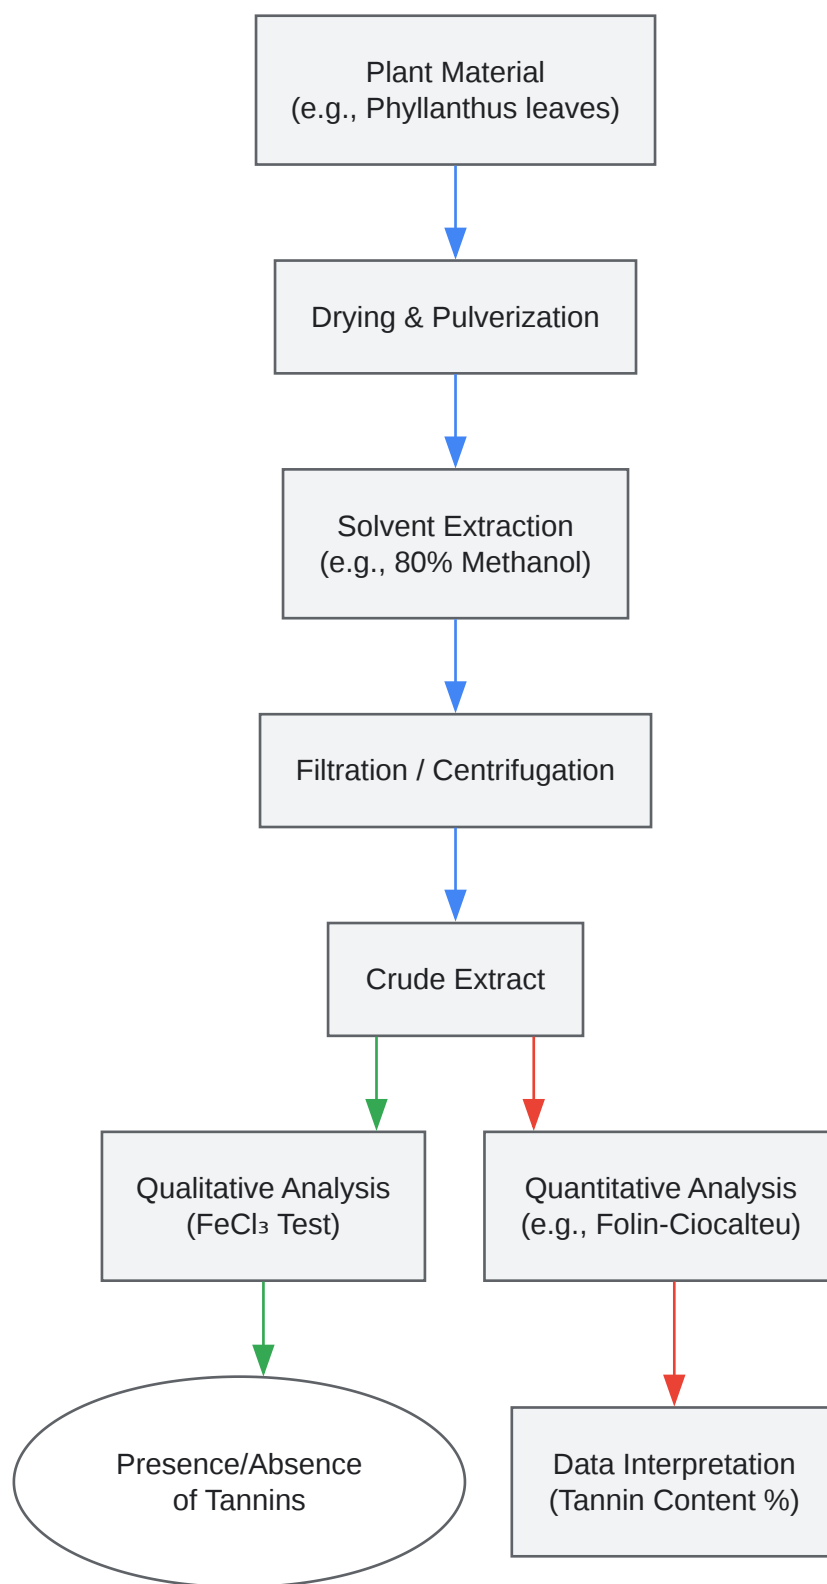 Plant Material
(e.g., Phyllanthus leaves)
Drying & Pulverization
Solvent Extraction
(e.g., 80% Methanol)
Filtration / Centrifugation
Crude Extract
Qualitative Analysis
(FeCl₃ Test)
Quantitative Analysis
(e.g., Folin-Ciocalteu)
Presence/Absence
of Tannins
Data Interpretation
(Tannin Content %)